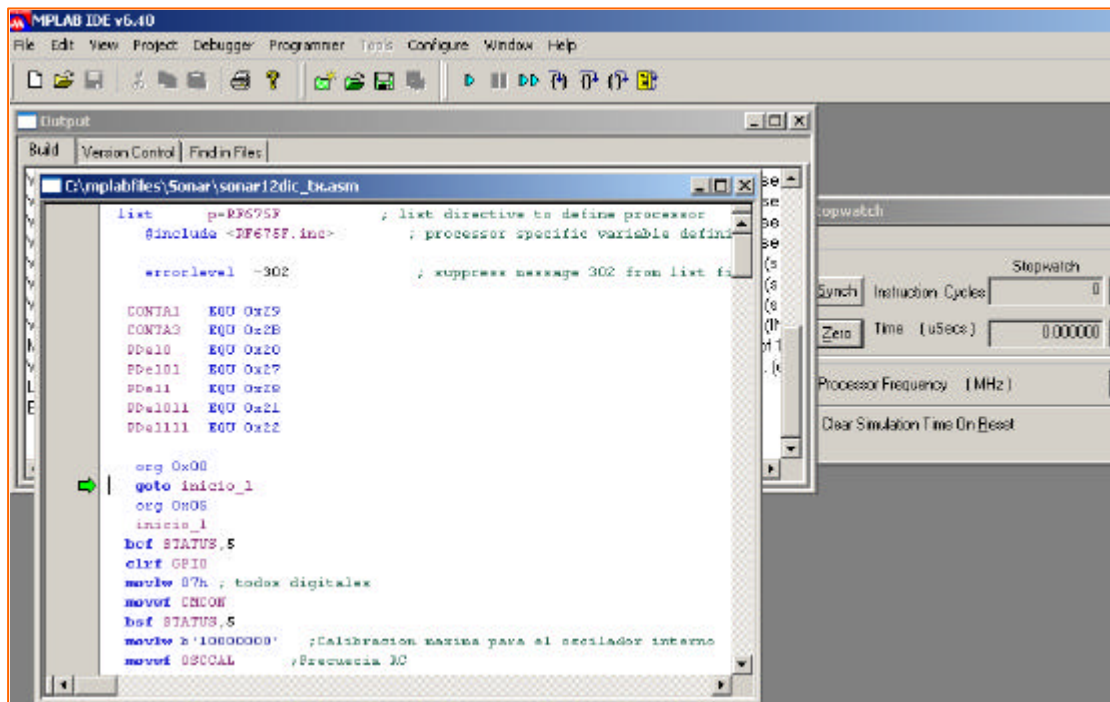 MPLAB IDE v6.40
File Edit View Project Debugger Programmer Tools Configure Window Help
Output
Build Version Control Find in Files
C:\mplabfiles\Sonar\sonar12dic_tx.asm
list p=RF675F ; list directive to define processor
#include <RF675F.inc> ; processor specific variable defini
errorlevel -302 ; suppress message 302 from list fi
CONTA1 EQU 0x29
CONTA3 EQU 0x2B
PDel0 EQU 0x20
PDel01 EQU 0x27
PDel1 EQU
PDel011 EQU 0x21
PDel111 EQU 0x22
org 0x00
goto inicio_1
org 0x05
inicio_1
bcf STATUS,5
clrf GPIO
movlw 07h ; todos digitales
movwf CMCON
bsf STATUS,5
movlw b'10000000' ;Calibracion maxima para el oscilador interno
movwf OSCCAL ;Frecuecia RC
topwatch
Stopwatch
Synch Instruction Cycles 0
Zero Time (uSecs) 0.000000
Processor Frequency (MHz)
Clear Simulation Time On Reset